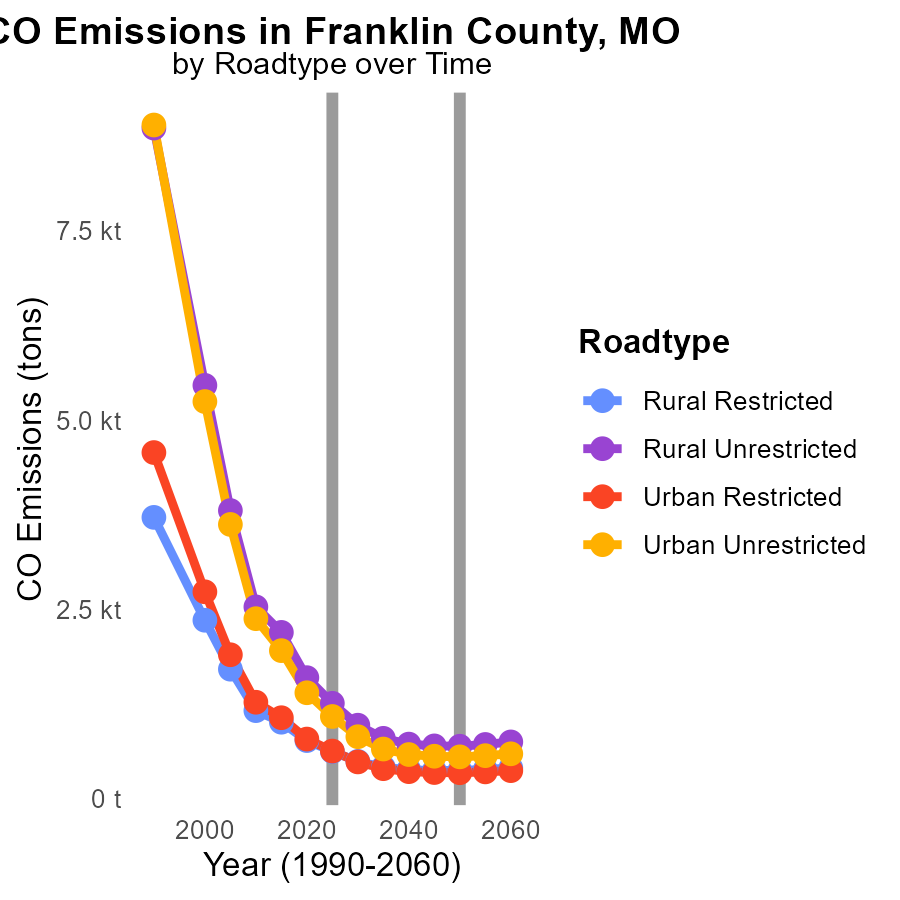 CO Emissions in Franklin County, MO
by Roadtype over Time
7.5 kt
5.0 kt
2.5 kt
0 t
CO Emissions (tons)
2000 2020 2040 2060
Year (1990-2060)
Roadtype
Rural Restricted
Rural Unrestricted
Urban Restricted
Urban Unrestricted